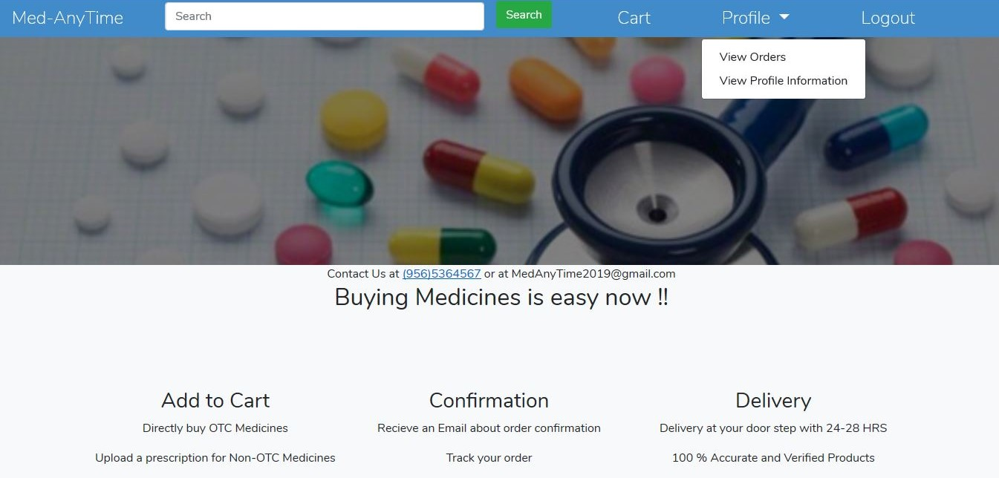 Med-AnyTime
Search
Search
Cart
Profile
Logout
View Orders
View Profile Information
Contact Us at (956)5364567 or at MedAnyTime2019@gmail.com
Buying Medicines is easy now !!
Add to Cart
Confirmation
Delivery
Directly buy OTC Medicines
Recieve an Email about order confirmation
Delivery at your door step with 24-28 HRS
Upload a prescription for Non-OTC Medicines
Track your order
100 % Accurate and Verified Products